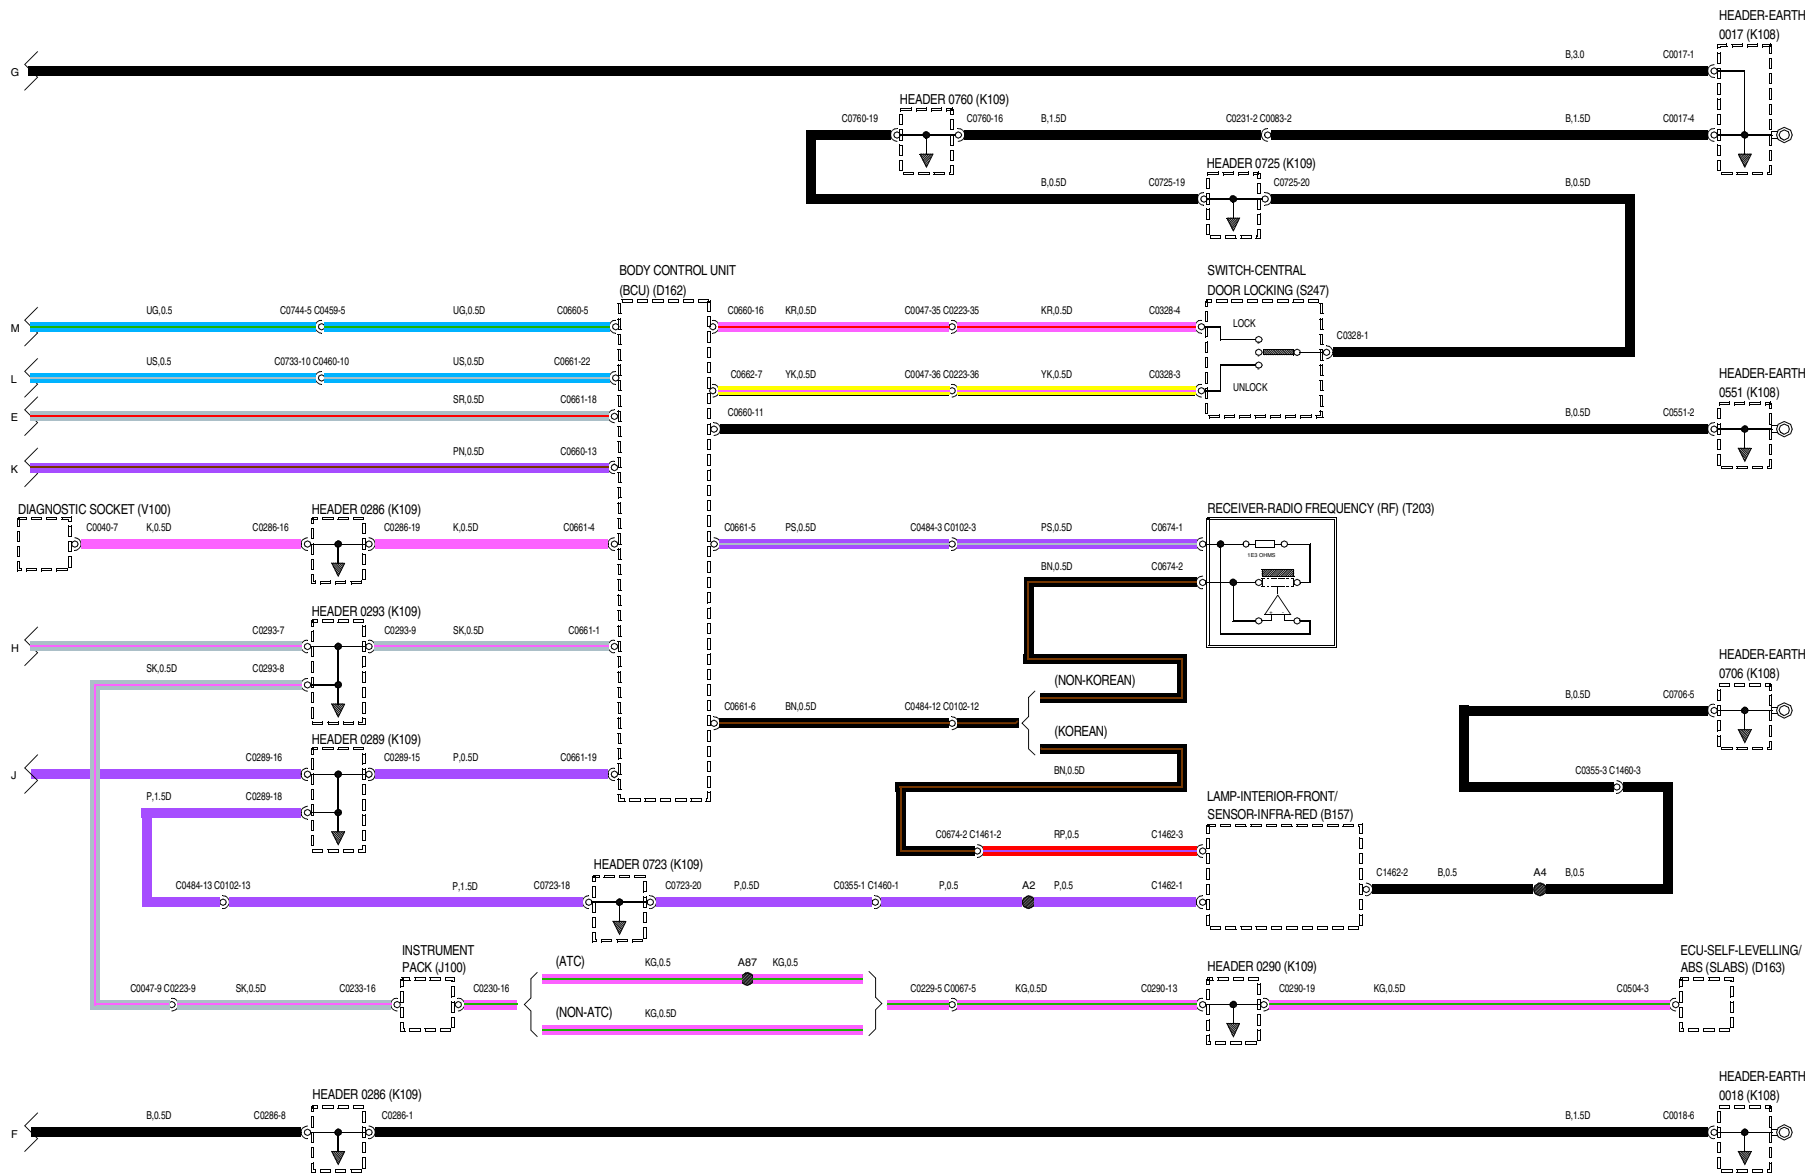 HEADER-EARTH
0017 (K108)
G
B,3.0
C0017-1
HEADER 0760 (K109)
C0760-19
C0760-16
B,1.5D
C0231-2 C0083-2
B,1.5D
C0017-4
HEADER 0725 (K109)
B,0.5D
C0725-19
C0725-20
B,0.5D
BODY CONTROL UNIT
(BCU) (D162)
SWITCH-CENTRAL
DOOR LOCKING (S247)
M
UG,0.5
C0744-5 C0459-5
UG,0.5D
C0660-5
C0660-16
KR,0.5D
C0047-35 C0223-35
KR,0.5D
C0328-4
LOCK
C0328-1
L
US,0.5
C0733-10 C0460-10
US,0.5D
C0661-22
C0662-7
YK,0.5D
C0047-36 C0223-36
YK,0.5D
C0328-3
UNLOCK
HEADER-EARTH
0551 (K108)
E
SR,0.5D
C0661-18
C0660-11
B,0.5D
C0551-2
K
PN,0.5D
C0660-13
DIAGNOSTIC SOCKET (V100)
HEADER 0286 (K109)
RECEIVER-RADIO FREQUENCY (RF) (T203)
C0040-7
K,0.5D
C0286-16
C0286-19
K,0.5D
C0661-4
C0661-5
PS,0.5D
C0484-3 C0102-3
PS,0.5D
C0674-1
1E3 OHMS
BN,0.5D
C0674-2
HEADER 0293 (K109)
H
C0293-7
C0293-9
SK,0.5D
C0661-1
SK,0.5D
C0293-8
(NON-KOREAN)
HEADER-EARTH
0706 (K108)
B,0.5D
C0706-5
C0661-6
BN,0.5D
C0484-12 C0102-12
(KOREAN)
HEADER 0289 (K109)
J
C0289-16
C0289-15
P,0.5D
C0661-19
BN,0.5D
C0355-3 C1460-3
P,1.5D
C0289-18
LAMP-INTERIOR-FRONT/
SENSOR-INFRA-RED (B157)
C0674-2 C1461-2
RP,0.5
C1462-3
HEADER 0723 (K109)
C1462-2
B,0.5
A4
B,0.5
C0484-13 C0102-13
P,1.5D
C0723-18
C0723-20
P,0.5D
C0355-1 C1460-1
P,0.5
A2
P,0.5
C1462-1
INSTRUMENT
PACK (J100)
(ATC)
KG,0.5
A87
KG,0.5
HEADER 0290 (K109)
ECU-SELF-LEVELLING/
ABS (SLABS) (D163)
C0047-9 C0223-9
SK,0.5D
C0233-16
C0230-16
C0229-5 C0067-5
KG,0.5D
C0290-13
C0290-19
KG,0.5D
C0504-3
(NON-ATC)
KG,0.5D
HEADER 0286 (K109)
HEADER-EARTH
0018 (K108)
F
B,0.5D
C0286-8
C0286-1
B,1.5D
C0018-6